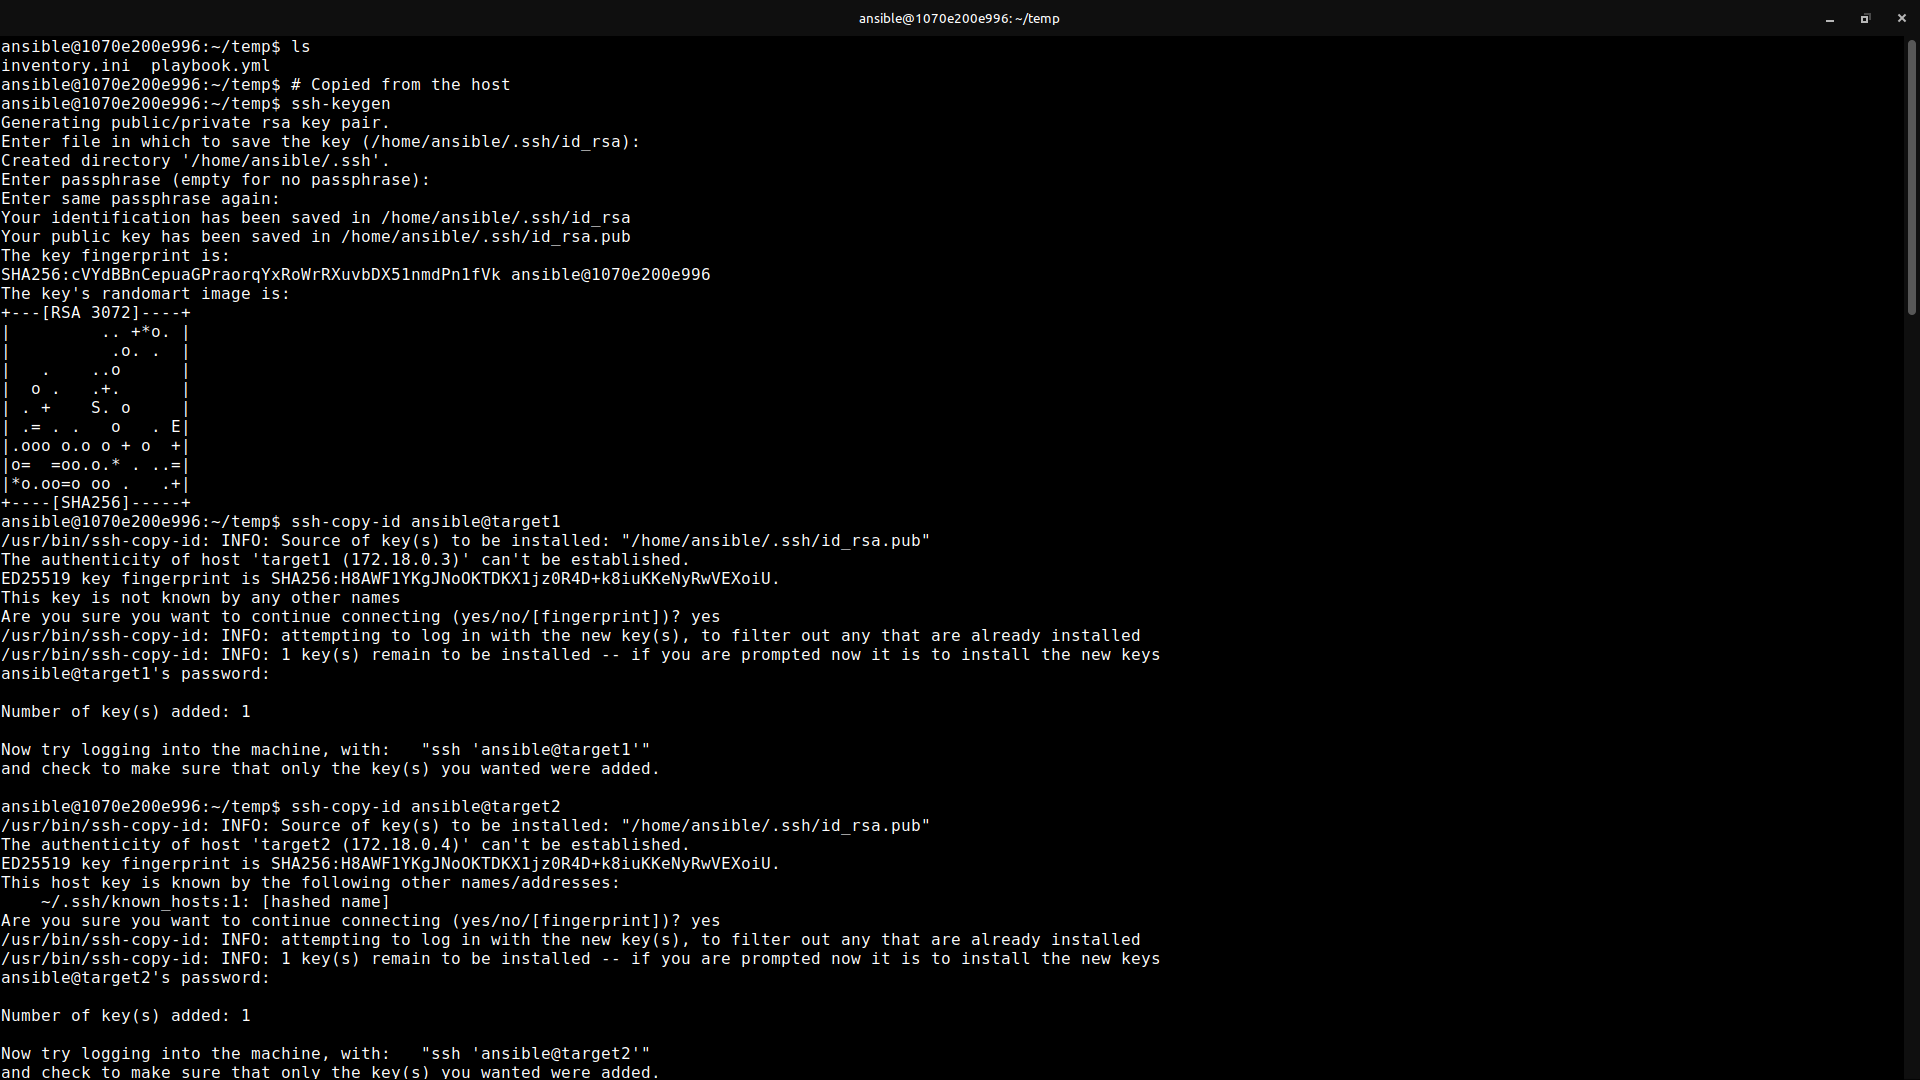 ansible@1070e200e996: ~/temp
ansible@1070e200e996:~/temp$ ls
inventory.ini  playbook.yml
ansible@1070e200e996:~/temp$ # Copied from the host
ansible@1070e200e996:~/temp$ ssh-keygen
Generating public/private rsa key pair.
Enter file in which to save the key (/home/ansible/.ssh/id_rsa):
Created directory '/home/ansible/.ssh'.
Enter passphrase (empty for no passphrase):
Enter same passphrase again:
Your identification has been saved in /home/ansible/.ssh/id_rsa
Your public key has been saved in /home/ansible/.ssh/id_rsa.pub
The key fingerprint is:
SHA256:cVYdBBnCepuaGPraorqYxRoWrRXuvbDX51nmdPn1fVk ansible@1070e200e996
The key's randomart image is:
+---[RSA 3072]----+
|         .. +*o. |
|          .o. .  |
|   .    ..o      |
|  o .   .+.      |
| . +    S. o     |
| .= . .   o   . E|
|.ooo o.o o + o  +|
|o=  =oo.o.* . ..=|
|*o.oo=o oo .   .+|
+----[SHA256]-----+
ansible@1070e200e996:~/temp$ ssh-copy-id ansible@target1
/usr/bin/ssh-copy-id: INFO: Source of key(s) to be installed: "/home/ansible/.ssh/id_rsa.pub"
The authenticity of host 'target1 (172.18.0.3)' can't be established.
ED25519 key fingerprint is SHA256:H8AWF1YKgJNoOKTDKX1jz0R4D+k8iuKKeNyRwVEXoiU.
This key is not known by any other names
Are you sure you want to continue connecting (yes/no/[fingerprint])? yes
/usr/bin/ssh-copy-id: INFO: attempting to log in with the new key(s), to filter out any that are already installed
/usr/bin/ssh-copy-id: INFO: 1 key(s) remain to be installed -- if you are prompted now it is to install the new keys
ansible@target1's password:
Number of key(s) added: 1
Now try logging into the machine, with:   "ssh 'ansible@target1'"
and check to make sure that only the key(s) you wanted were added.
ansible@1070e200e996:~/temp$ ssh-copy-id ansible@target2
/usr/bin/ssh-copy-id: INFO: Source of key(s) to be installed: "/home/ansible/.ssh/id_rsa.pub"
The authenticity of host 'target2 (172.18.0.4)' can't be established.
ED25519 key fingerprint is SHA256:H8AWF1YKgJNoOKTDKX1jz0R4D+k8iuKKeNyRwVEXoiU.
This host key is known by the following other names/addresses:
    ~/.ssh/known_hosts:1: [hashed name]
Are you sure you want to continue connecting (yes/no/[fingerprint])? yes
/usr/bin/ssh-copy-id: INFO: attempting to log in with the new key(s), to filter out any that are already installed
/usr/bin/ssh-copy-id: INFO: 1 key(s) remain to be installed -- if you are prompted now it is to install the new keys
ansible@target2's password:
Number of key(s) added: 1
Now try logging into the machine, with:   "ssh 'ansible@target2'"
and check to make sure that only the key(s) you wanted were added.